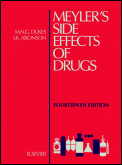 M.N.G. DUKES
J.K. ARONSON
MEYLER'S
SIDE
EFFECTS
OF
DRUGS
FOURTEENTH EDITION
ELSEVIER